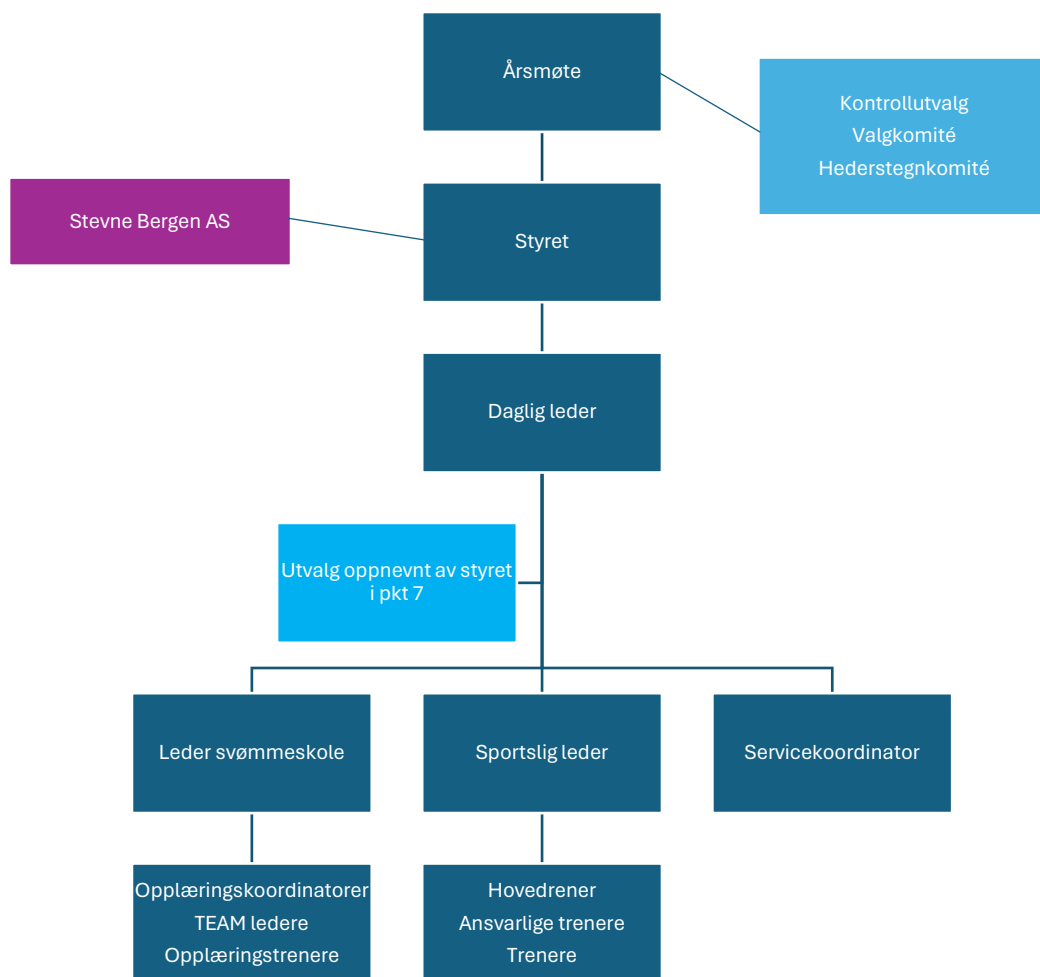 Årsmøte
Kontrollutvalg
Valgkomité
Hederstegnkomité
Stevne Bergen AS
Styret
Daglig leder
Utvalg oppnevnt av styret
i pkt 7
Leder svømmeskole
Sportslig leder
Servicekoordinator
Opplæringskoordinatorer
TEAM ledere
Opplæringstrenere
Hovedrener
Ansvarlige trenere
Trenere